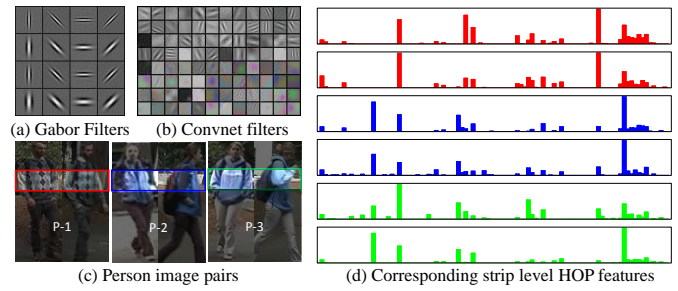 (a) Gabor Filters
(b) Convnet filters
P-1
P-2
P-3
(c) Person image pairs
(d) Corresponding strip level HOP features